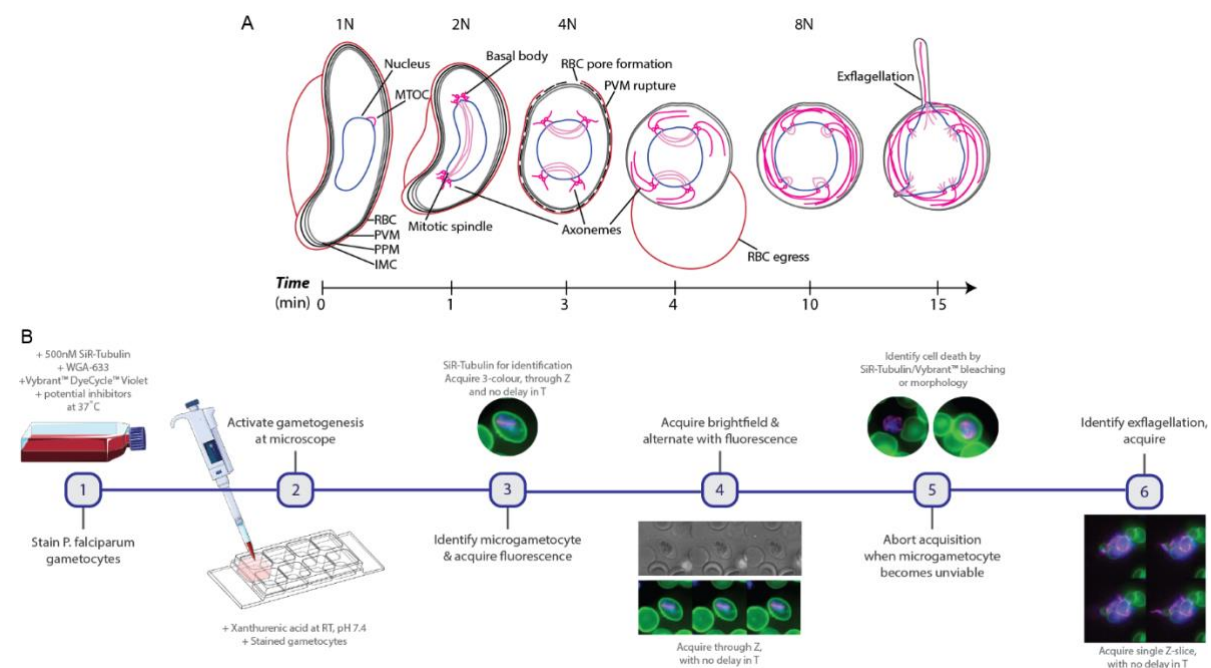 A
1N
2N
4N
8N
Nucleus
MTOC
Basal body
RBC pore formation
PVM rupture
Exflagellation
RBC
PVM
PPM
IMC
Mitotic spindle
Axonemes
RBC egress
Time
(min)
0
1
3
4
10
15
B
+ 500nM SiR-Tubulin
+ WGA-633
+Vybrant™ DyeCycle™ Violet
+ potential inhibitors
at 37˚C
1
Stain P. falciparum
gametocytes
Activate gametogenesis
at microscope
2
+ Xanthurenic acid at RT, pH 7.4
+ Stained gametocytes
SiR-Tubulin for identification
Acquire 3-colour, through Z
and no delay in T
3
Identify microgametocyte
& acquire fluorescence
Acquire brightfield &
alternate with fluorescence
4
Acquire through Z,
with no delay in T
Identify cell death by
SiR-Tubulin/Vybrant™ bleaching
or morphology
5
Abort acquisition
when microgametocyte
becomes unviable
Identify exflagellation,
acquire
6
Acquire single Z-slice,
with no delay in T